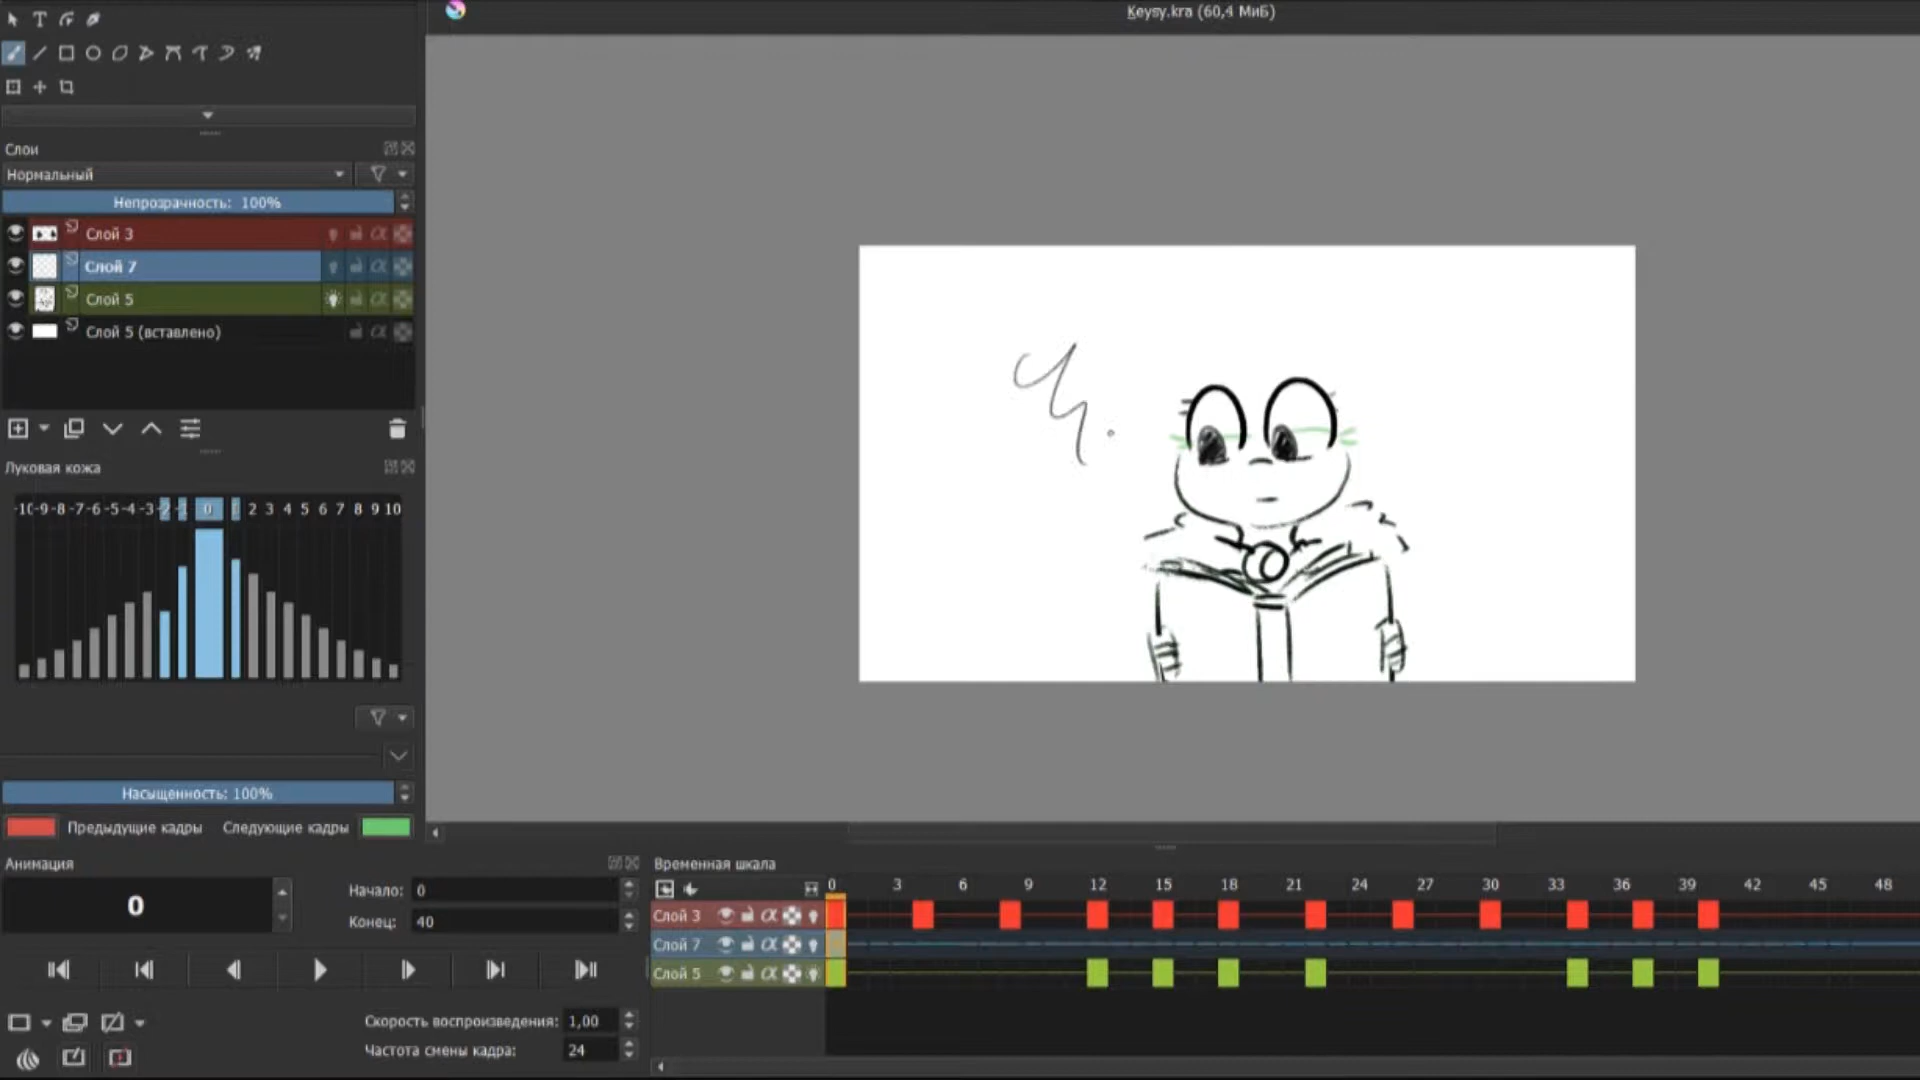 Keysy.kra (60,4 МиБ)
Слои
Нормальный
Непрозрачность: 100%
Слой 3
Слой 7
Слой 5
Слой 5 (вставлено)
Луковая кожа
-10 -9 -8 -7 -6 -5 -4 -3 -2 -1 0 1 2 3 4 5 6 7 8 9 10
Насыщенность: 100%
Предыдущие кадры Следующие кадры
Анимация
0
Начало: 0
Конец: 40
Скорость воспроизведения: 1,00
Частота смены кадра: 24
Временная шкала
0 3 6 9 12 15 18 21 24 27 30 33 36 39 42 45 48
Слой 3
Слой 7
Слой 5